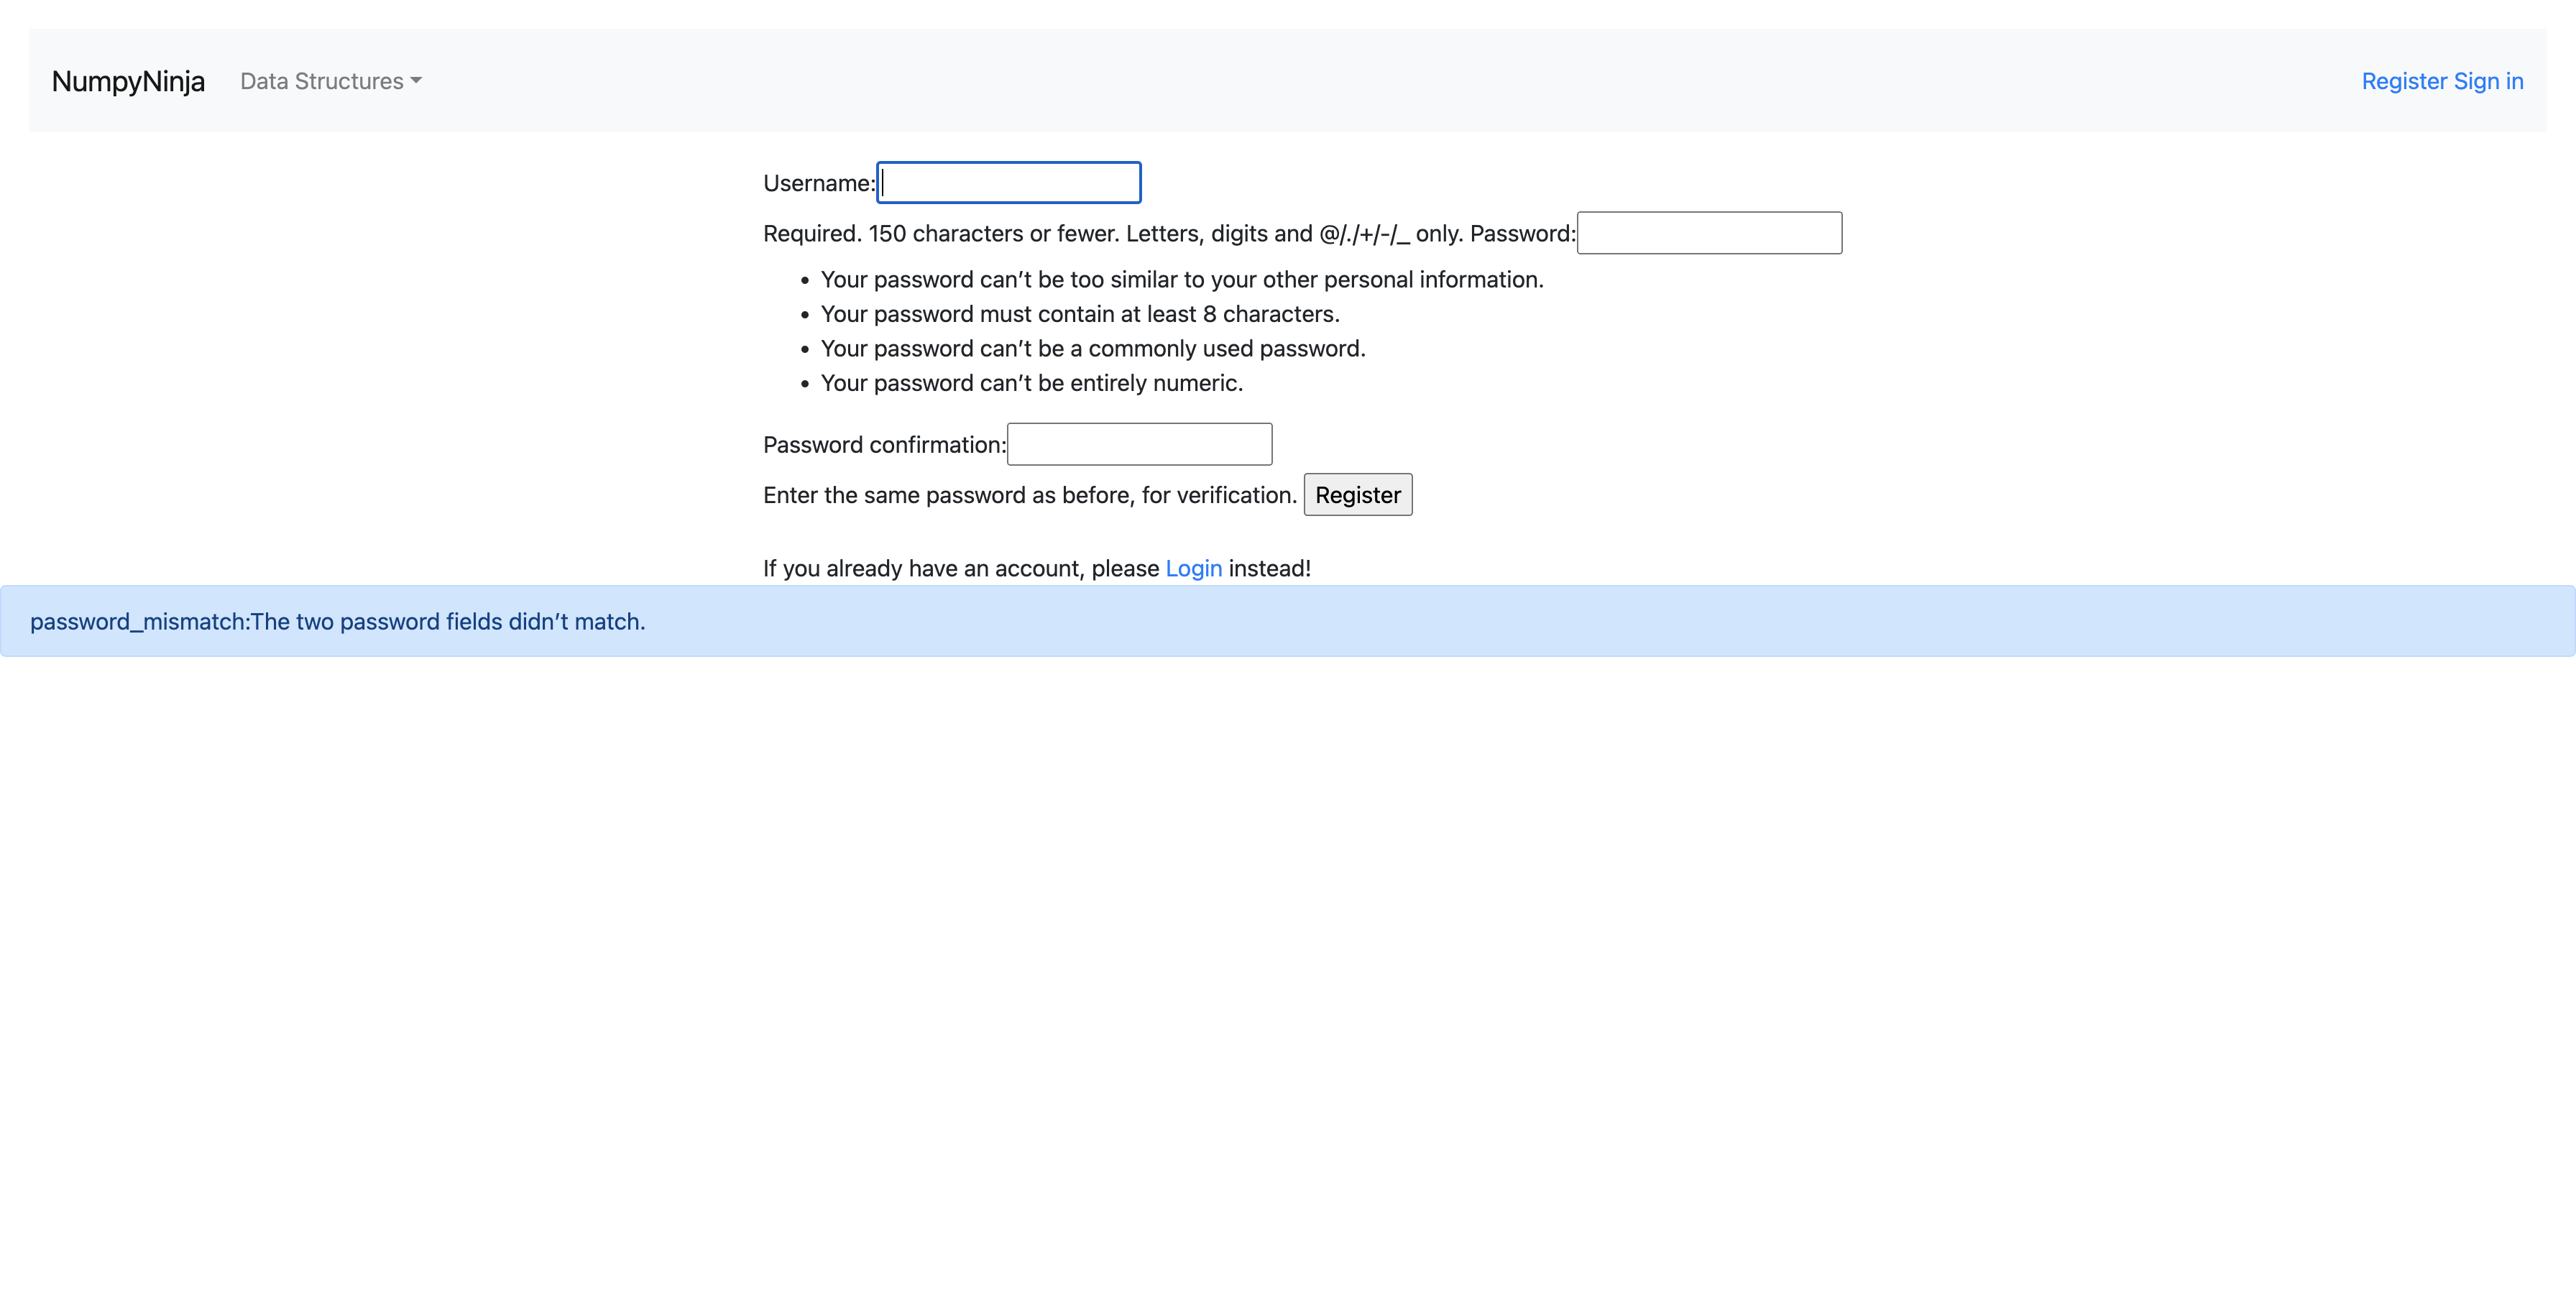 NumpyNinja Data Structures Register Sign in
Username:
Required. 150 characters or fewer. Letters, digits and @/./+/-/_ only. Password:
• Your password can’t be too similar to your other personal information.
• Your password must contain at least 8 characters.
• Your password can’t be a commonly used password.
• Your password can’t be entirely numeric.
Password confirmation:
Enter the same password as before, for verification. Register
If you already have an account, please Login instead!
password_mismatch:The two password fields didn’t match.